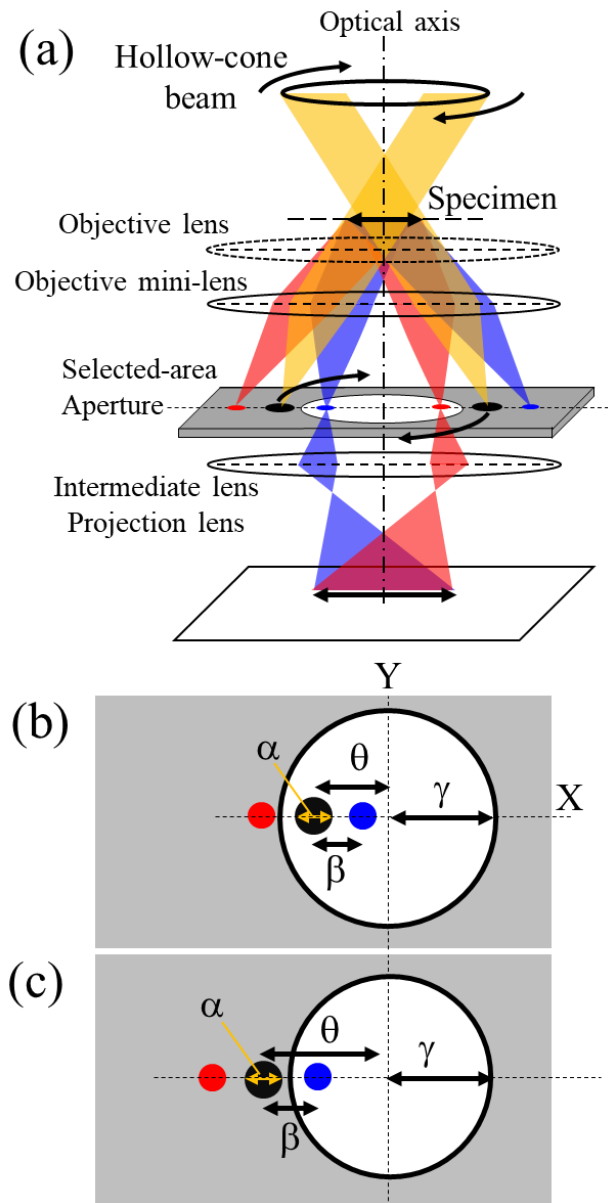 (a)
Optical axis
Hollow-cone
beam
Specimen
Objective lens
Objective mini-lens
Selected-area
Aperture
Intermediate lens
Projection lens
(b)
Y
α
θ
γ
X
β
(c)
α
θ
γ
β